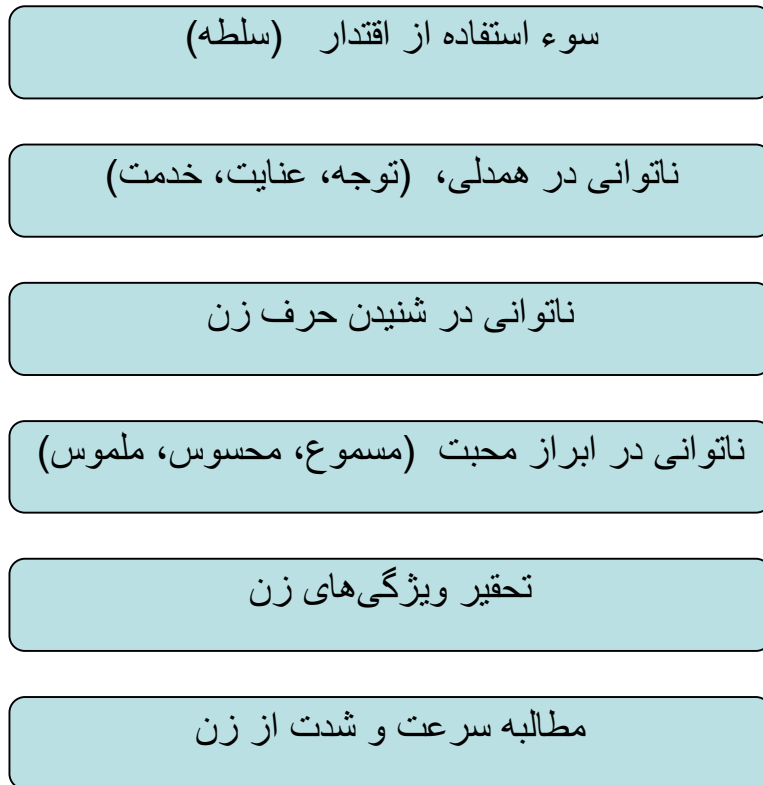 سوء استفاده از اقتدار (سلطه)
ناتوانی در همدلی، (توجه، عنایت، خدمت)
ناتوانی در شنیدن حرف زن
ناتوانی در ابراز محبت (مسموع، محسوس، ملموس)
تحقیر ویژگی‌های زن
مطالبه سرعت و شدت از زن